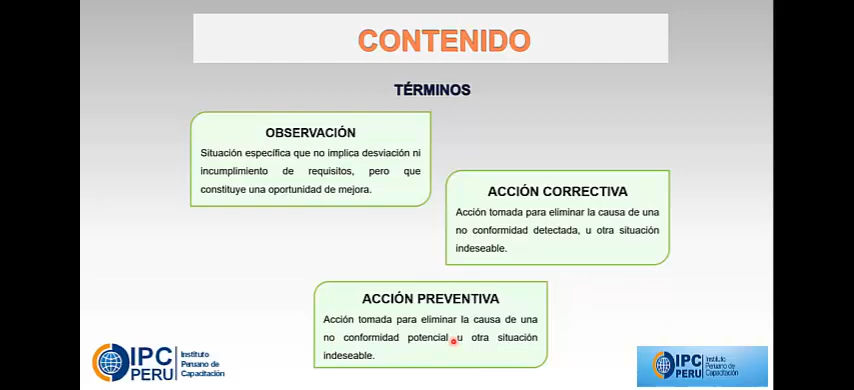 CONTENIDO
TÉRMINOS
OBSERVACIÓN
Situación específica que no implica desviación ni
incumplimiento de requisitos, pero que
constituye una oportunidad de mejora.
ACCIÓN CORRECTIVA
Acción tomada para eliminar la causa de una
no conformidad detectada, u otra situación
indeseable.
ACCIÓN PREVENTIVA
Acción tomada para eliminar la causa de una
no conformidad potencial u otra situación
indeseable.
IPC
PERU
Instituto
Peruano de
Capacitación
IPC
PERU
Instituto
Peruano de
Capacitación